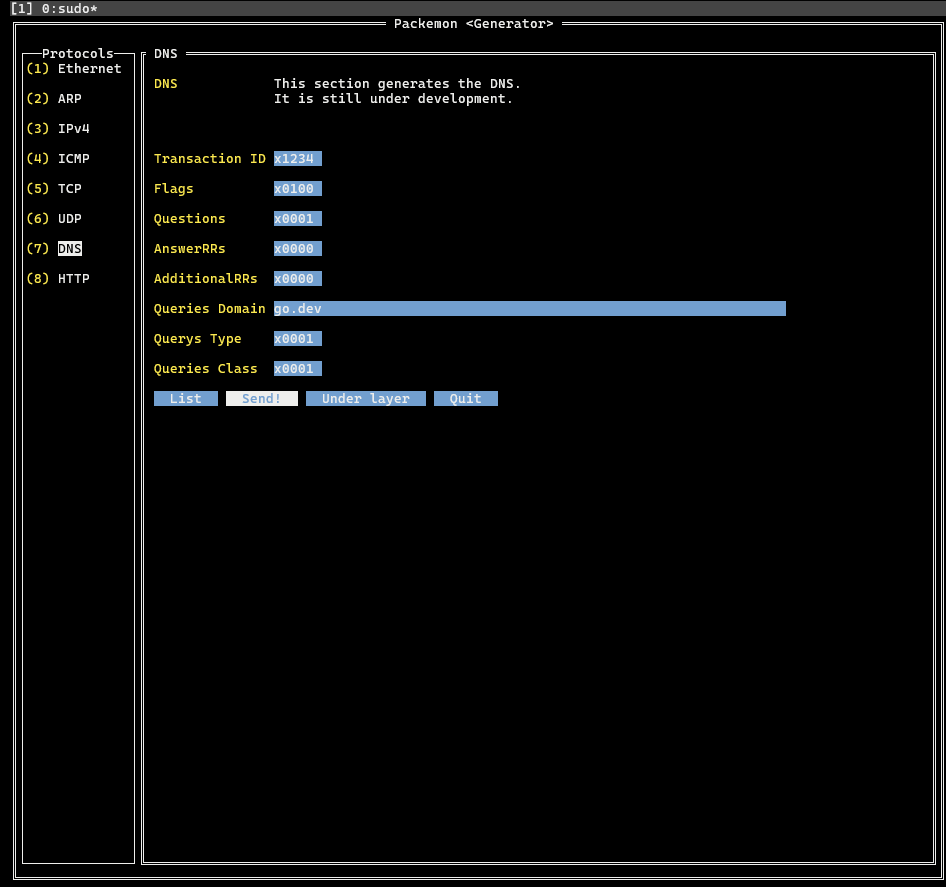 [1] 0:sudo*
Packemon <Generator>
Protocols
(1) Ethernet
(2) ARP
(3) IPv4
(4) ICMP
(5) TCP
(6) UDP
(7) DNS
(8) HTTP
DNS
DNS This section generates the DNS.
It is still under development.
Transaction ID x1234
Flags x0100
Questions x0001
AnswerRRs x0000
AdditionalRRs x0000
Queries Domain go.dev
Querys Type x0001
Queries Class x0001
List Send! Under layer Quit